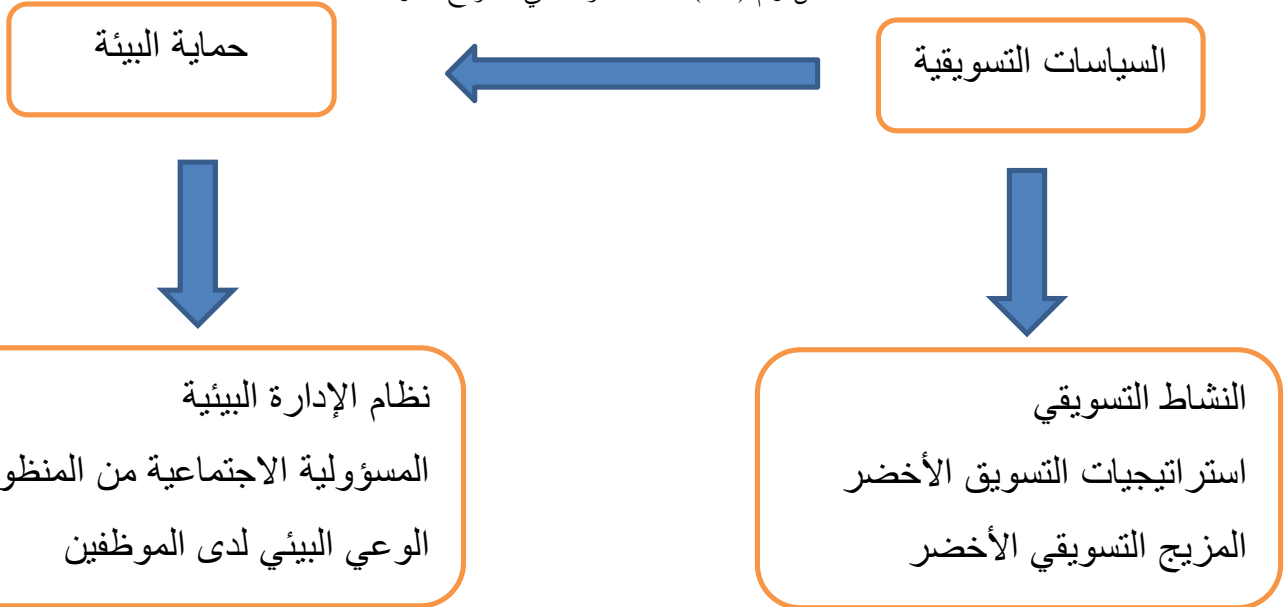 السياسات التسويقية
حماية البيئة
النشاط التسويقي
استراتيجيات التسويق الأخضر
المزيج التسويقي الأخضر
نظام الإدارة البيئية
المسؤولية الاجتماعية من
الوعي البيئي لدى الموظفين